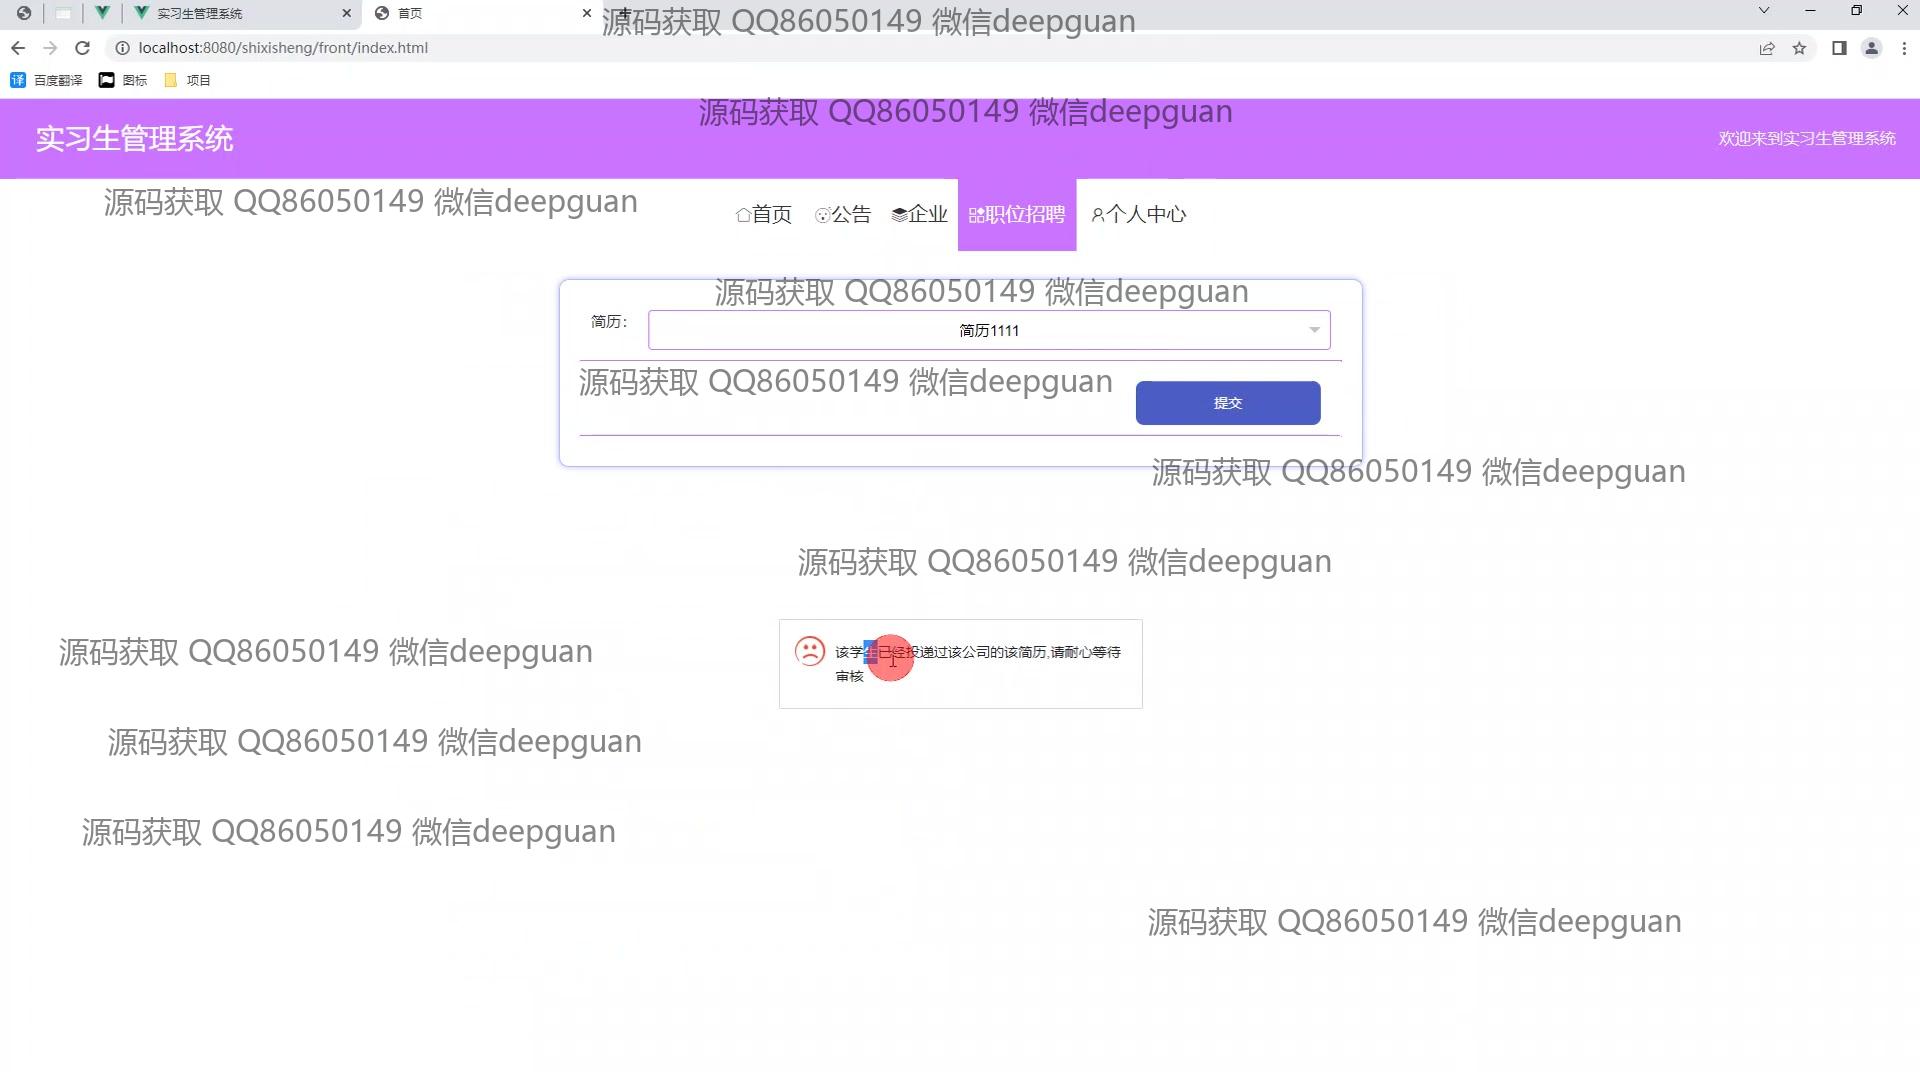 实习生管理系统
首页
源码获取 QQ86050149 微信deepguan
localhost:8080/shixisheng/front/index.html
百度翻译
图标
项目
源码获取 QQ86050149 微信deepguan
实习生管理系统
欢迎来到实习生管理系统
源码获取 QQ86050149 微信deepguan
首页 公告 企业 职位招聘 个人中心
源码获取 QQ86050149 微信deepguan
简历：
简历1111
源码获取 QQ86050149 微信deepguan
提交
源码获取 QQ86050149 微信deepguan
源码获取 QQ86050149 微信deepguan
源码获取 QQ86050149 微信deepguan
该学生已经投递过该公司的该简历,请耐心等待
审核
源码获取 QQ86050149 微信deepguan
源码获取 QQ86050149 微信deepguan
源码获取 QQ86050149 微信deepguan